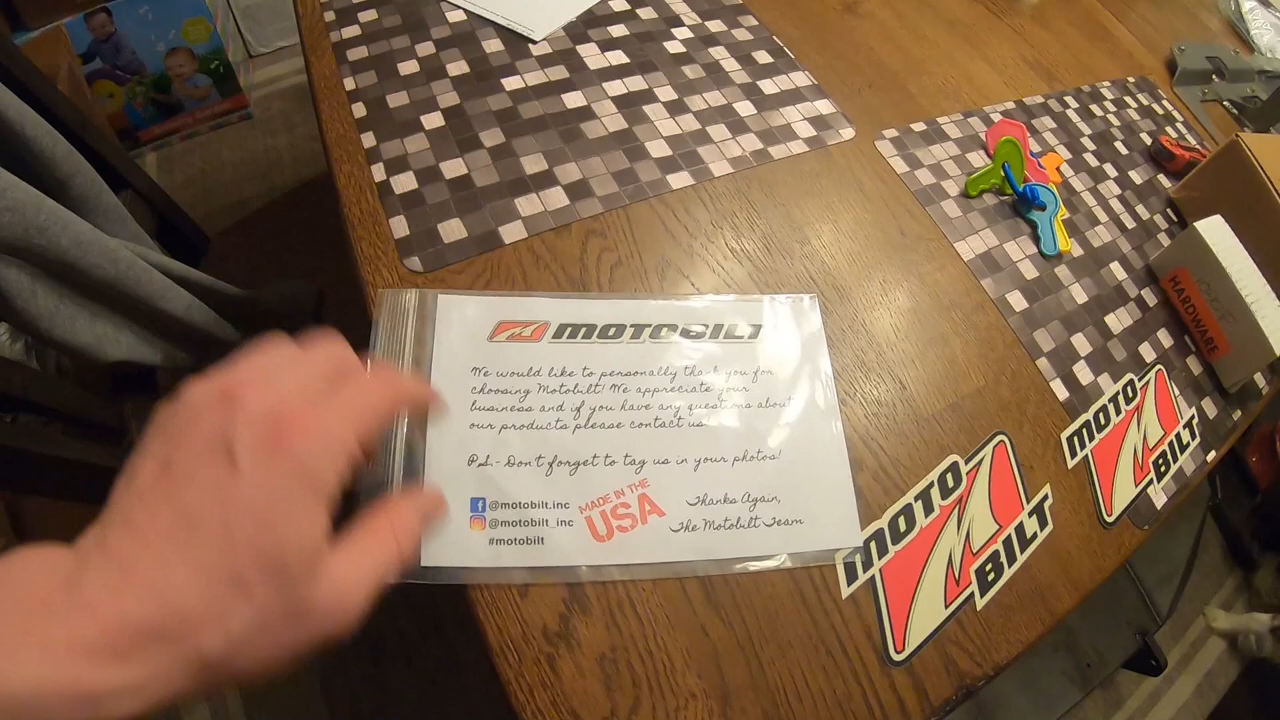 MOTOBILT
We would like to personally thank you for
choosing Motobilt! We appreciate your
business and if you have any questions about
our products please contact us
P.S.- Don't forget to tag us in your photos!
@motobilt.inc
@motobilt_inc
#motobilt
MADE IN THE
USA
Thanks Again,
The Motobilt Team
MOTO
BILT
MOTO
BILT
HARDWARE